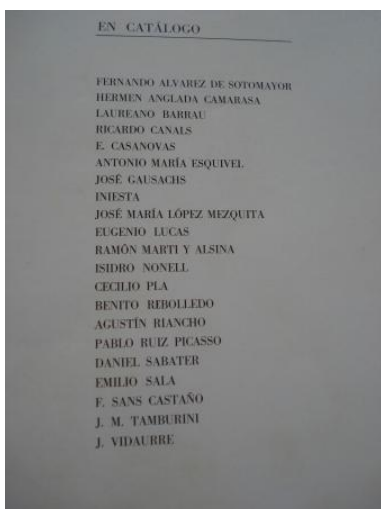 EN CATÁLOGO
FERNANDO ALVAREZ DE SOTOMAYOR
HERMEN ANGLADA CAMARASA
LAUREANO BARRAU
RICARDO CANALS
E. CASANOVAS
ANTONIO MARÍA ESQUIVEL
JOSÉ GAUSACHS
INIESTA
JOSÉ MARÍA LÓPEZ MEZQUITA
EUGENIO LUCAS
RAMÓN MARTI Y ALSINA
ISIDRO NONELL
CECILIO PLA
BENITO REBOLLEDO
AGUSTÍN RIANCHO
PABLO RUIZ PICASSO
DANIEL SABATER
EMILIO SALA
F. SANS CASTAÑO
J. M. TAMBURINI
J. VIDAURRE